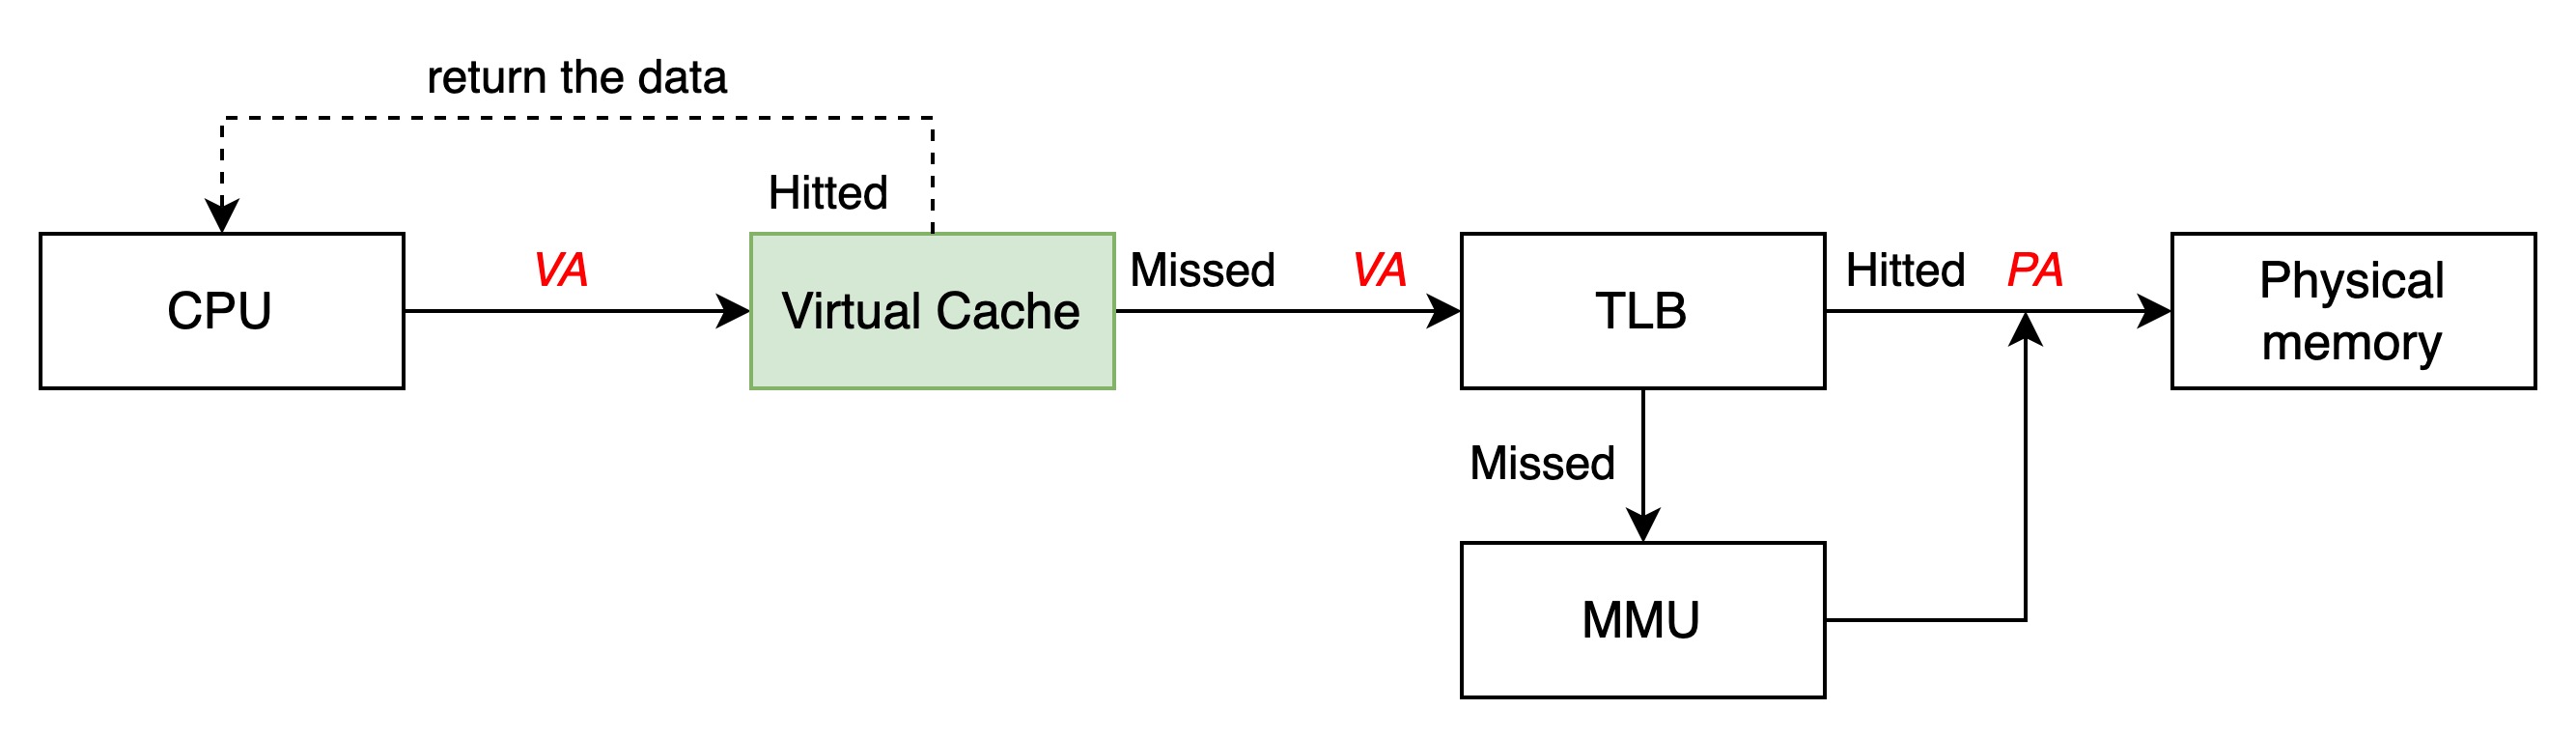 return the data
Hitted
CPU
VA
Virtual Cache
Missed VA
TLB
Hitted PA
Physical
memory
Missed
MMU